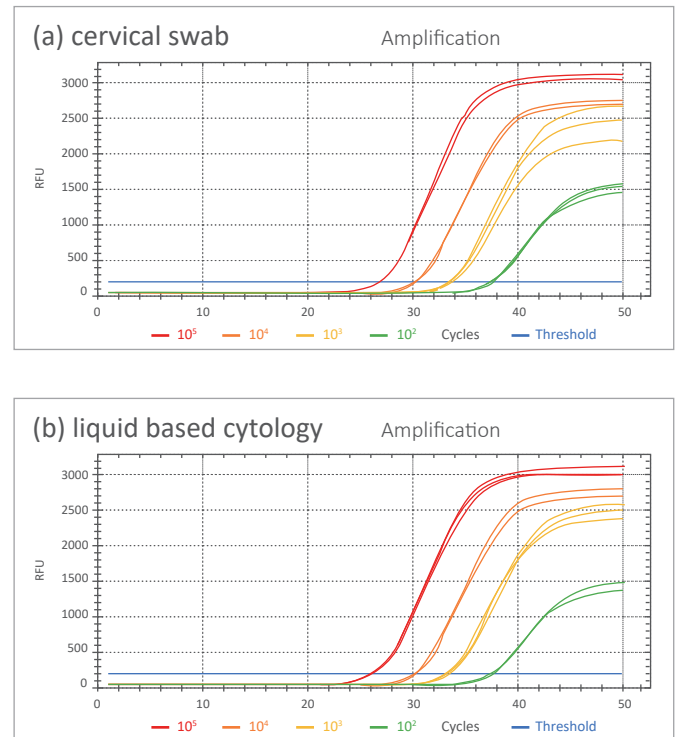 (a) cervical swab Amplification
3000
2500
2000
1500
1000
500
0
RFU
0 10 20 30 40 50
10⁵ 10⁴ 10³ 10² Cycles Threshold
(b) liquid based cytology Amplification
3000
2500
2000
1500
1000
500
0
RFU
0 10 20 30 40 50
10⁵ 10⁴ 10³ 10² Cycles Threshold